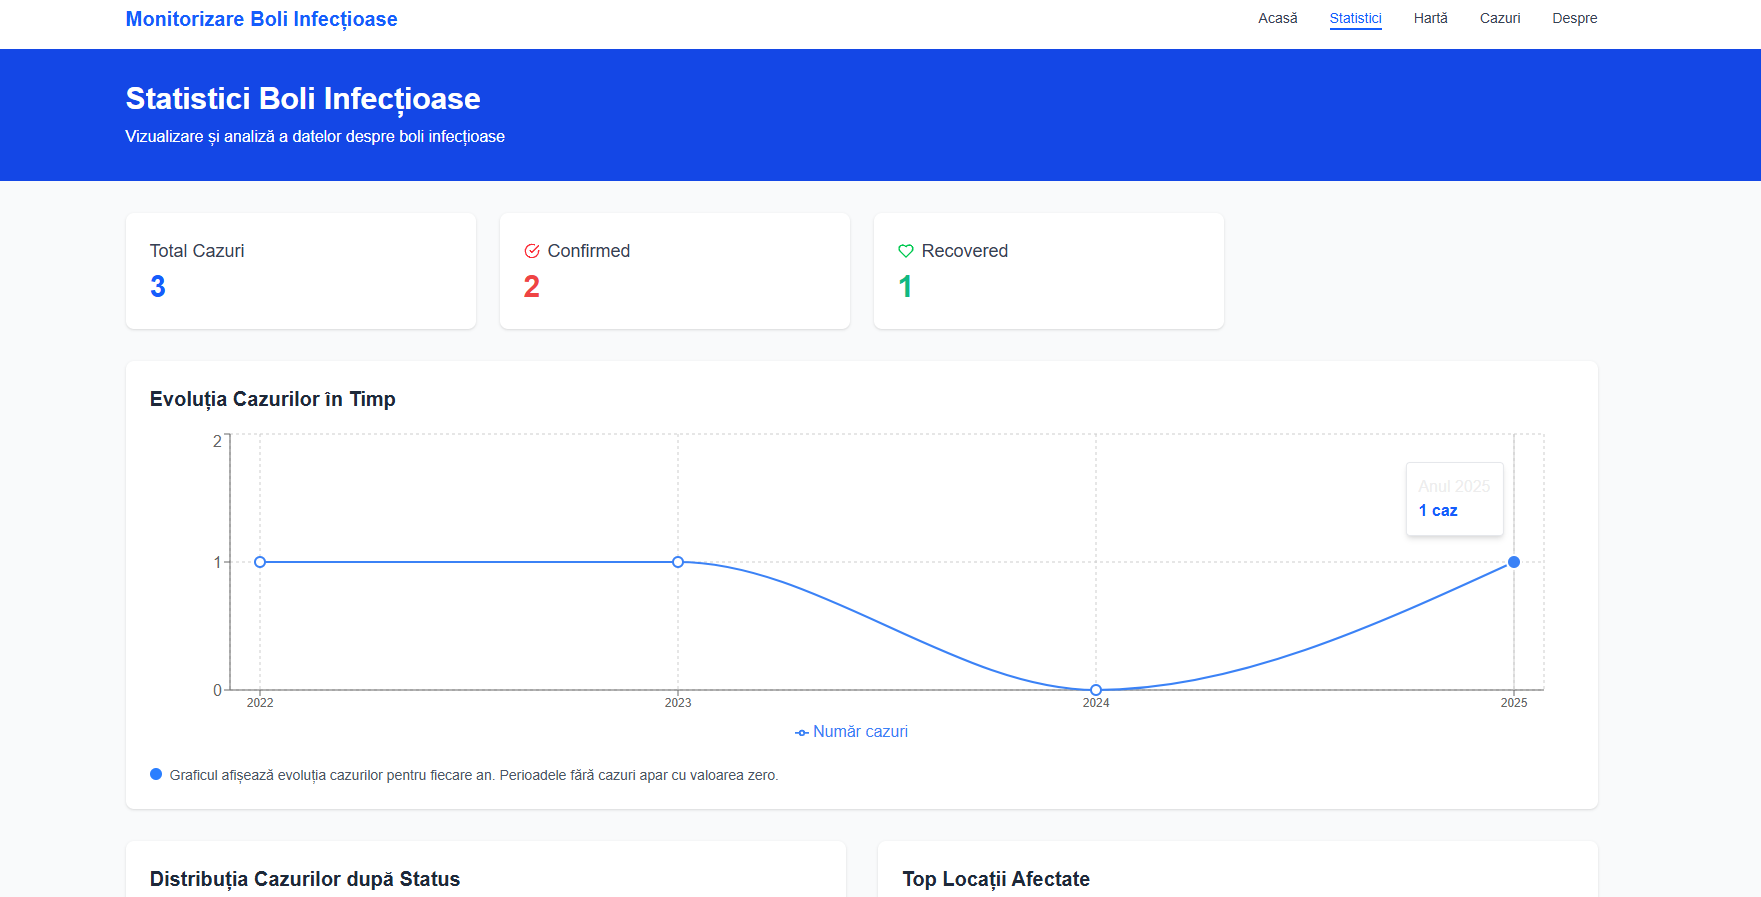 Monitorizare Boli Infecțioase
Acasă Statistici Hartă Cazuri Despre
Statistici Boli Infecțioase
Vizualizare și analiză a datelor despre boli infecțioase
Total Cazuri
3
Confirmed
2
Recovered
1
Evoluția Cazurilor în Timp
2
1
0
Anul 2025
1 caz
2022 2023 2024 2025
Număr cazuri
Graficul afișează evoluția cazurilor pentru fiecare an. Perioadele fără cazuri apar cu valoarea zero.
Distribuția Cazurilor după Status
Top Locații Afectate